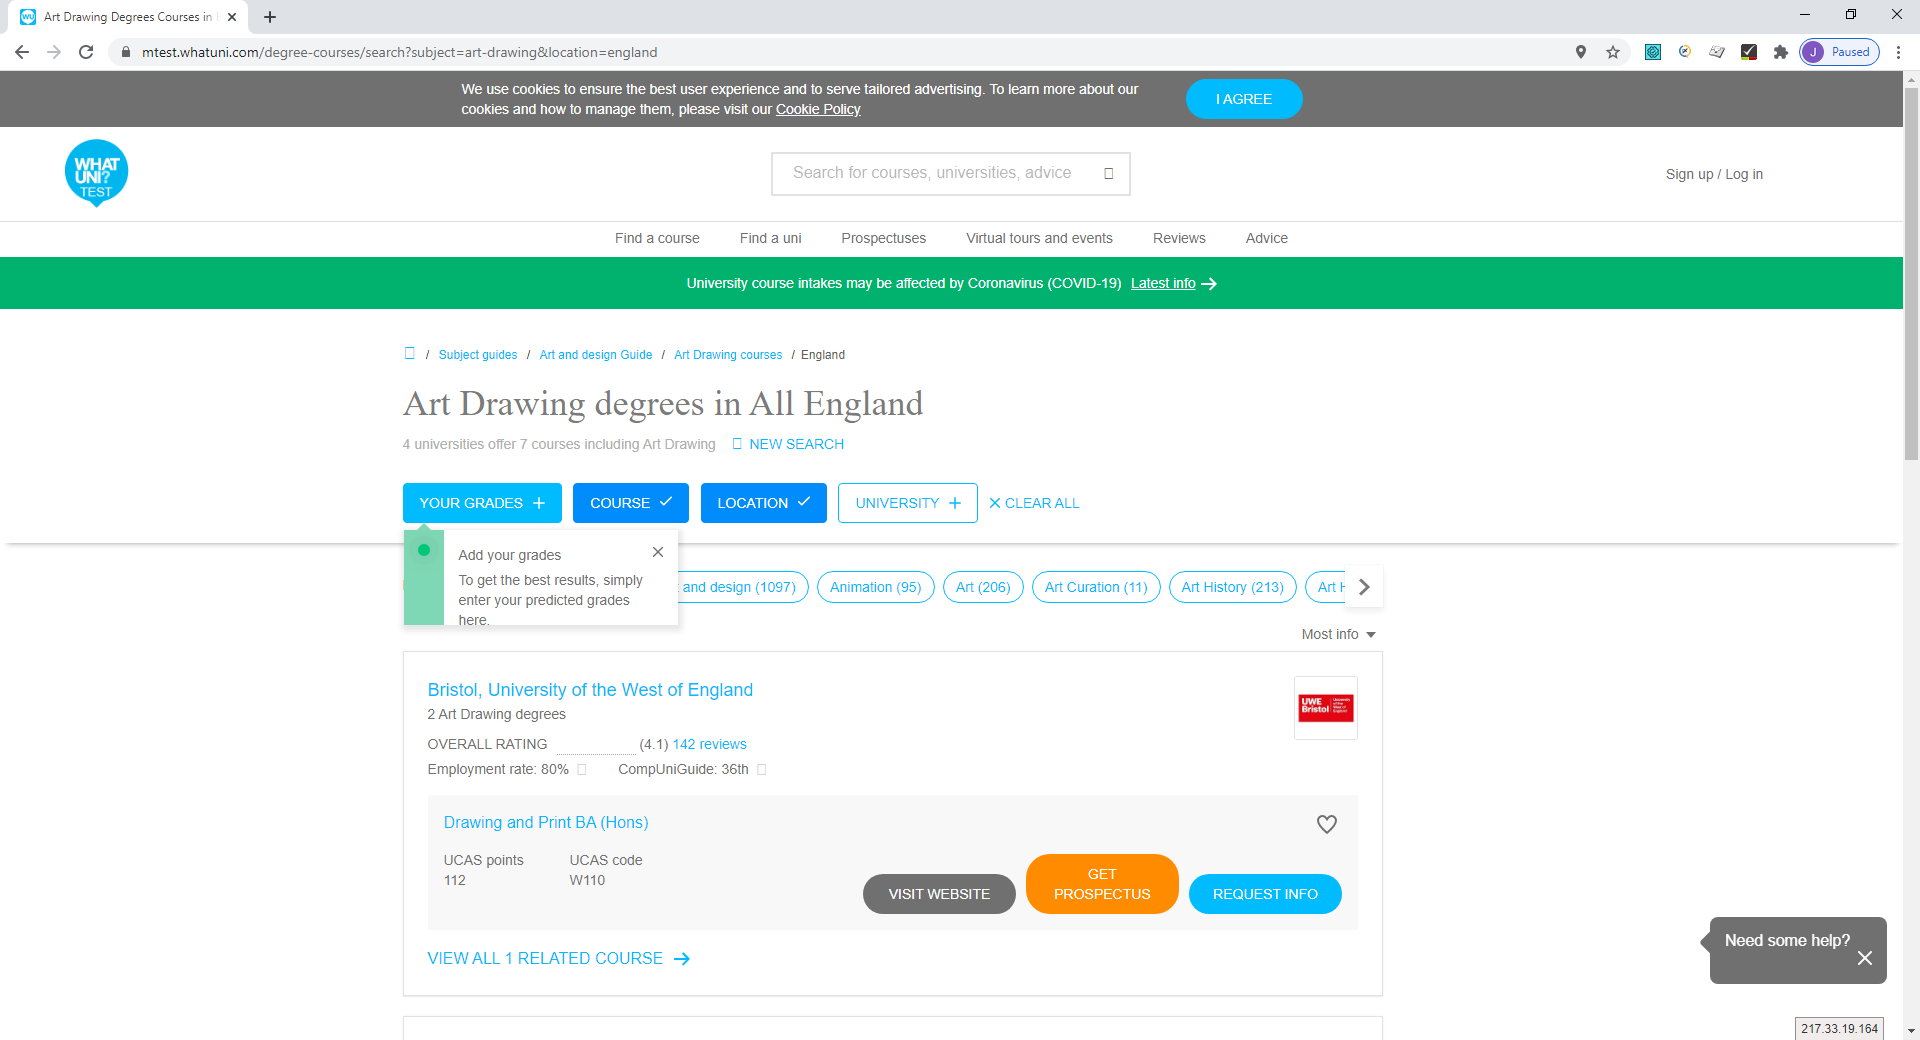 Art Drawing Degrees Courses in
mtest.whatuni.com/degree-courses/search?subject=art-drawing&location=england
J Paused
We use cookies to ensure the best user experience and to serve tailored advertising. To learn more about our
cookies and how to manage them, please visit our Cookie Policy
I AGREE
WHAT
UNI?
TEST
Search for courses, universities, advice
Sign up / Log in
Find a course Find a uni Prospectuses Virtual tours and events Reviews Advice
University course intakes may be affected by Coronavirus (COVID-19) Latest info
/ Subject guides / Art and design Guide / Art Drawing courses / England
Art Drawing degrees in All England
4 universities offer 7 courses including Art Drawing NEW SEARCH
YOUR GRADES COURSE LOCATION UNIVERSITY CLEAR ALL
Add your grades
To get the best results, simply
enter your predicted grades
here.
and design (1097) Animation (95) Art (206) Art Curation (11) Art History (213) Art
Most info
Bristol, University of the West of England
2 Art Drawing degrees
OVERALL RATING (4.1) 142 reviews
Employment rate: 80% CompUniGuide: 36th
UWE
Bristol
University
of the
West of
England
Drawing and Print BA (Hons)
UCAS points UCAS code
112 W110
VISIT WEBSITE
GET
PROSPECTUS
REQUEST INFO
VIEW ALL 1 RELATED COURSE
Need some help?
217.33.19.164